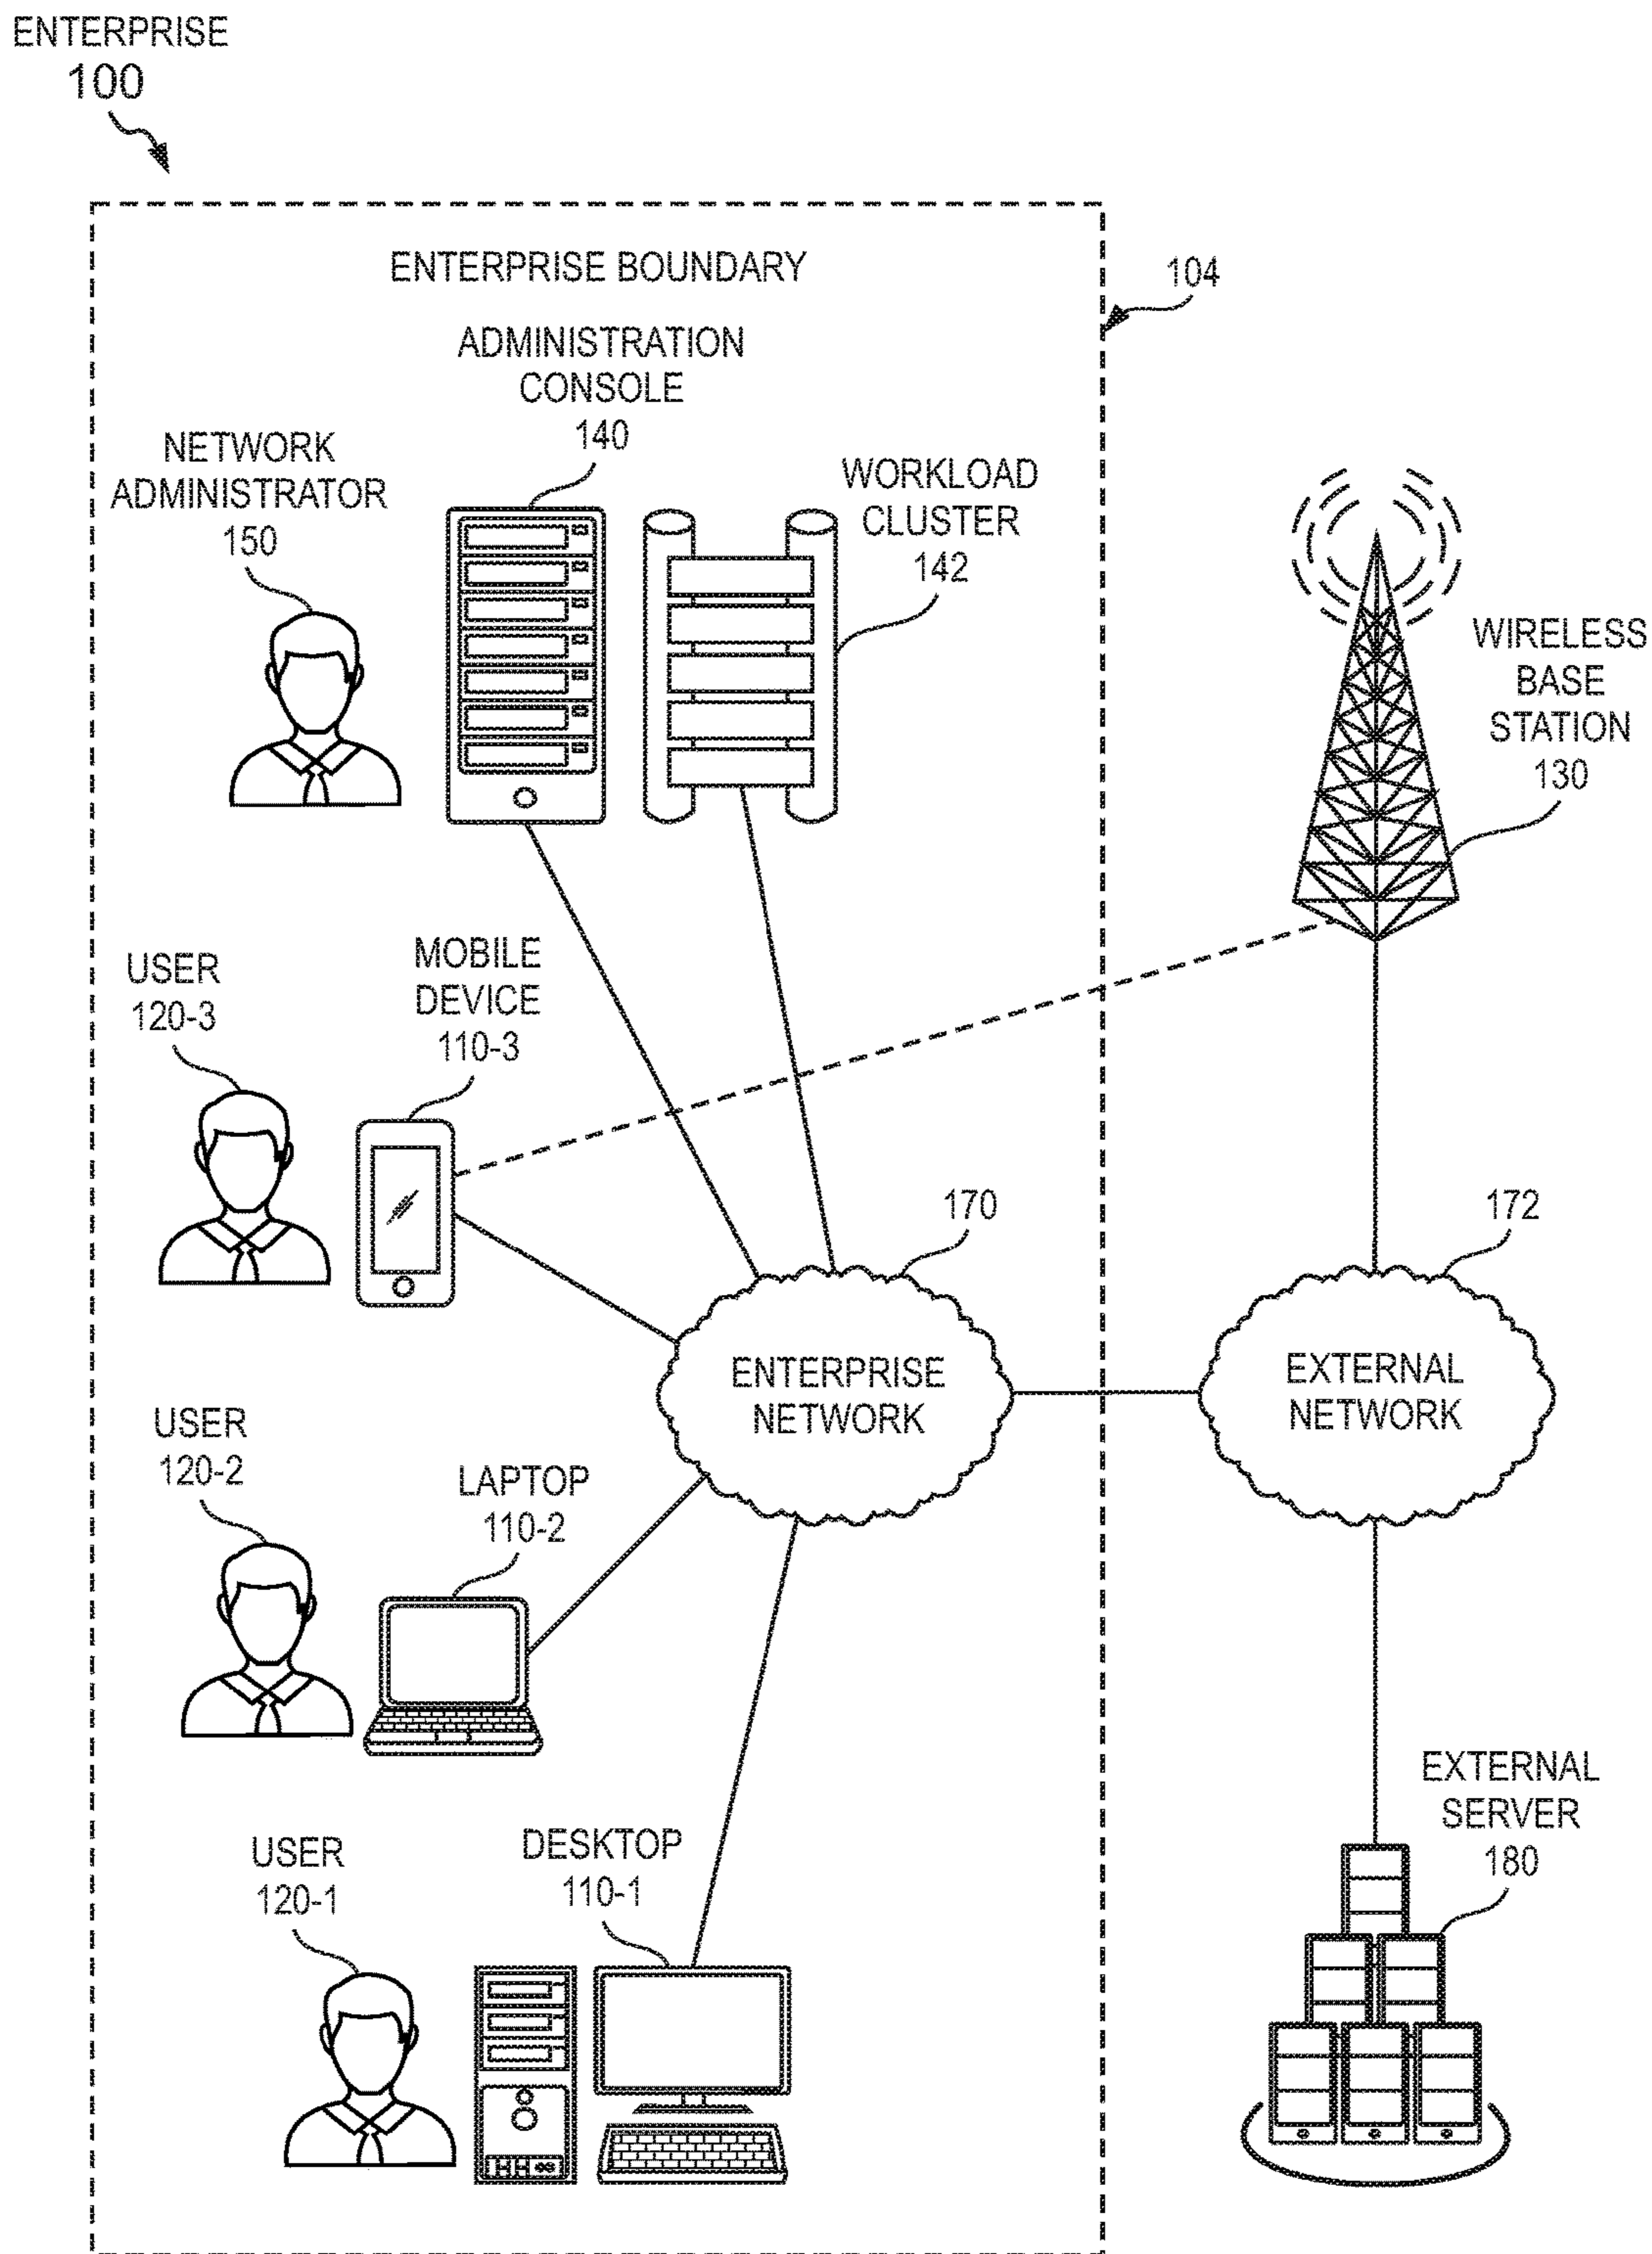 ENTERPRISE
100
ENTERPRISE BOUNDARY
104
ADMINISTRATION
CONSOLE
140
NETWORK
ADMINISTRATOR
150
WORKLOAD
CLUSTER
142
WIRELESS
BASE
STATION
130
USER
120-3
MOBILE
DEVICE
110-3
170
172
ENTERPRISE
NETWORK
EXTERNAL
NETWORK
USER
120-2
LAPTOP
110-2
EXTERNAL
SERVER
180
USER
120-1
DESKTOP
110-1